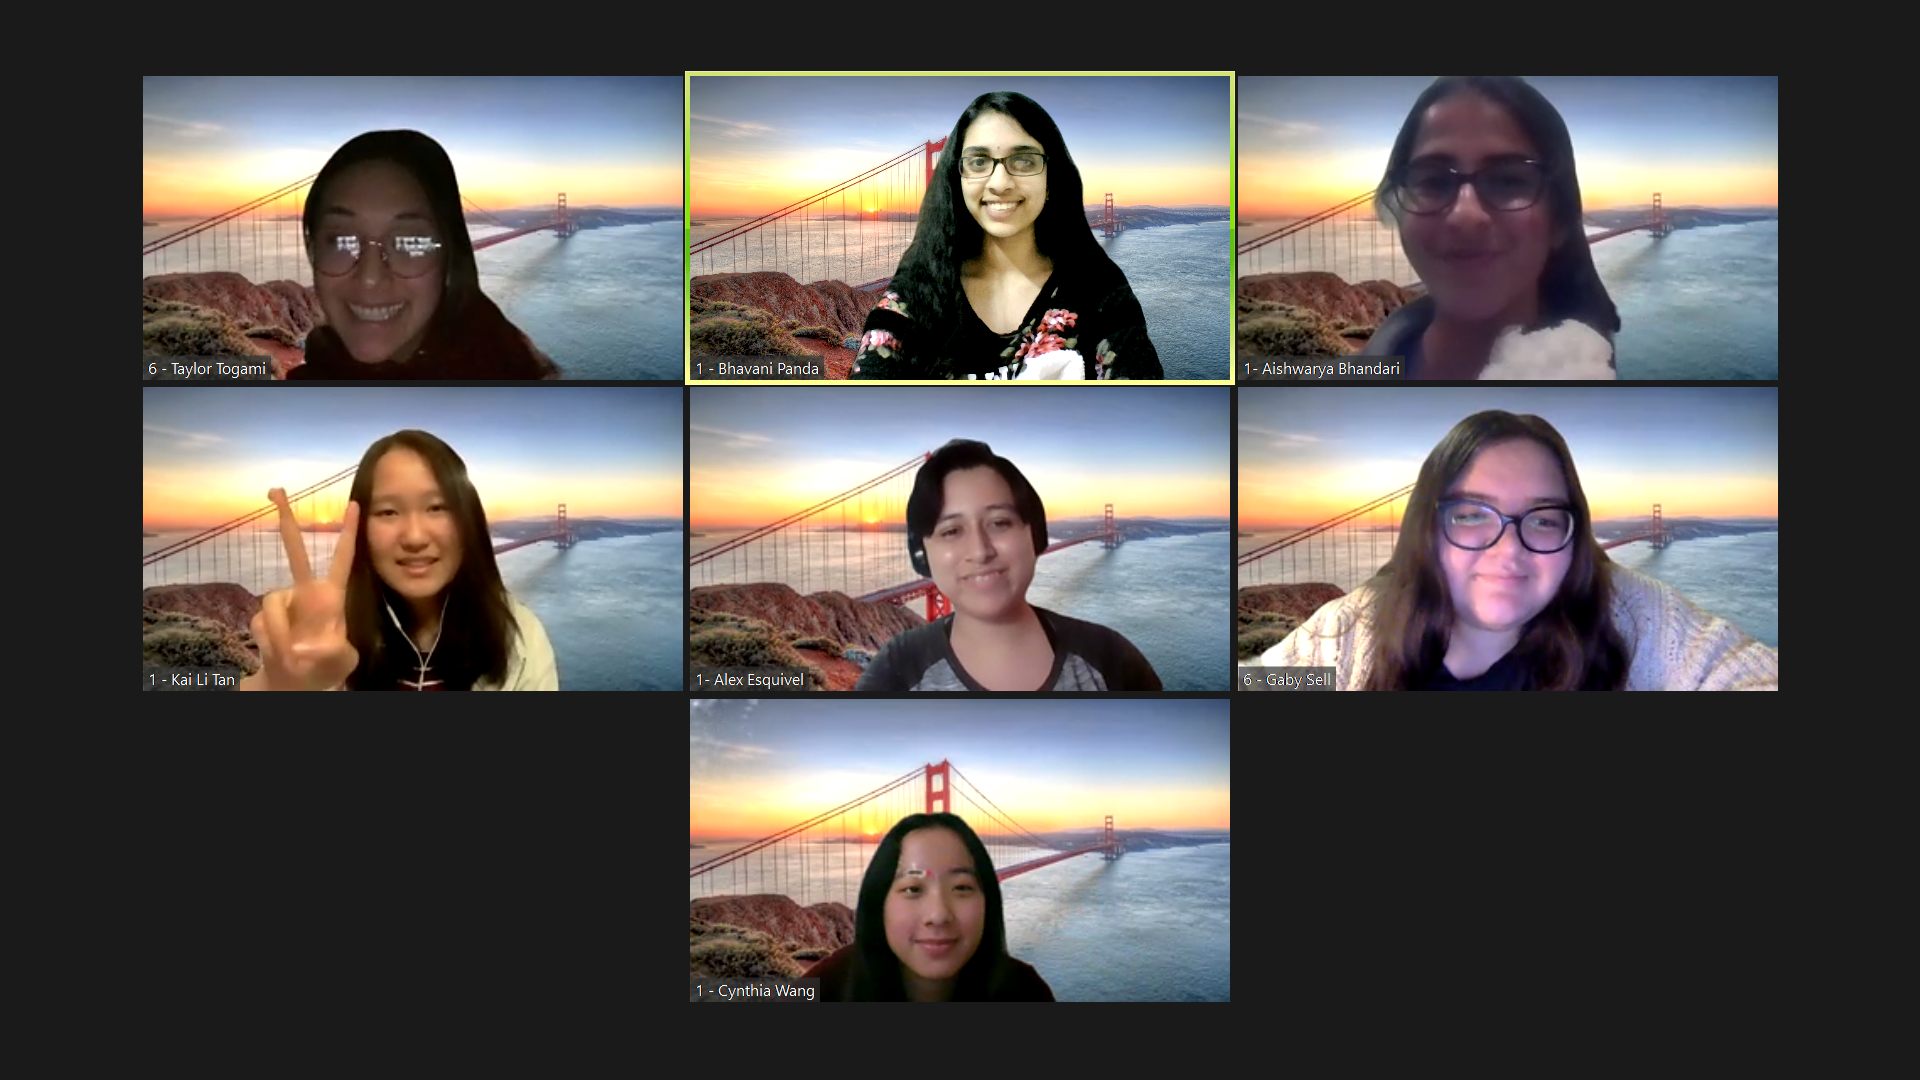 6 - Taylor Togami
1 - Bhavani Panda
1- Aishwarya Bhandari
1 - Kai Li Tan
1- Alex Esquivel
6 - Gaby Sell
1 - Cynthia Wang